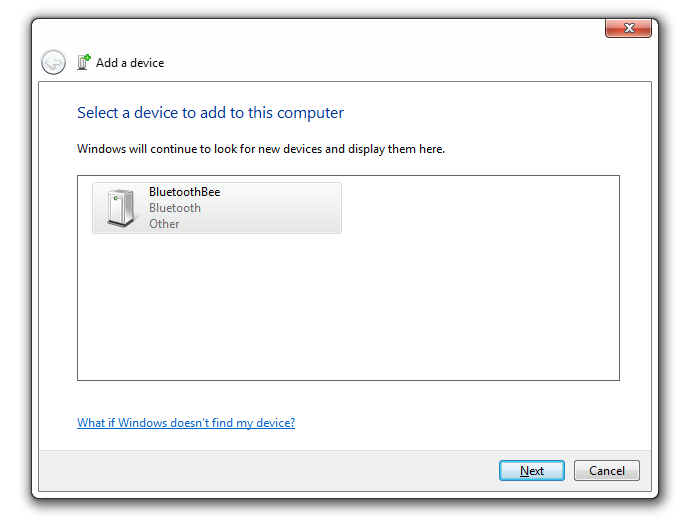 Add a device
Select a device to add to this computer
Windows will continue to look for new devices and display them here.
BluetoothBee
Bluetooth
Other
What if Windows doesn't find my device?
Next
Cancel